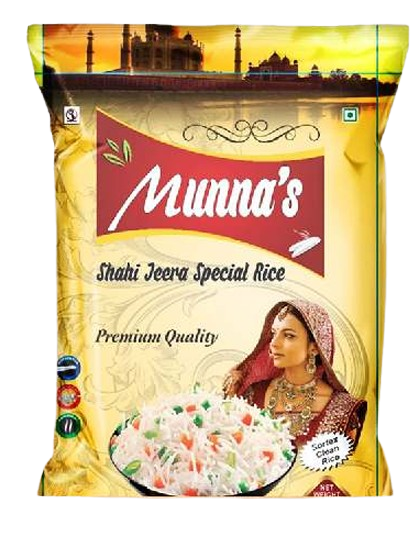 Munna's
Shahi Jeera Special Rice
Premium Quality
Sortex
Clean
Rice
NET
WEIGHT